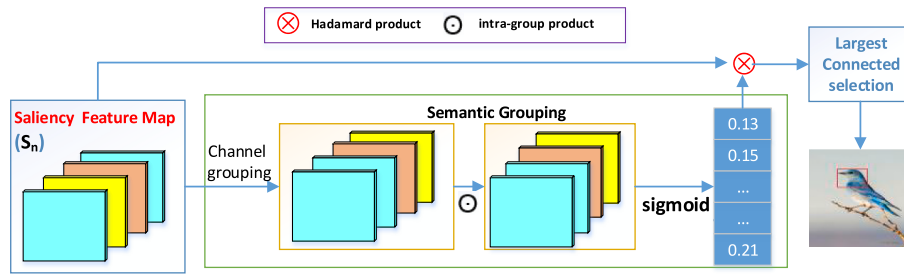 Hadamard product
intra-group product
Largest
Connected
selection
Saliency Feature Map
(Sn)
Semantic Grouping
Channel
grouping
sigmoid
0.13
0.15
...
...
0.21